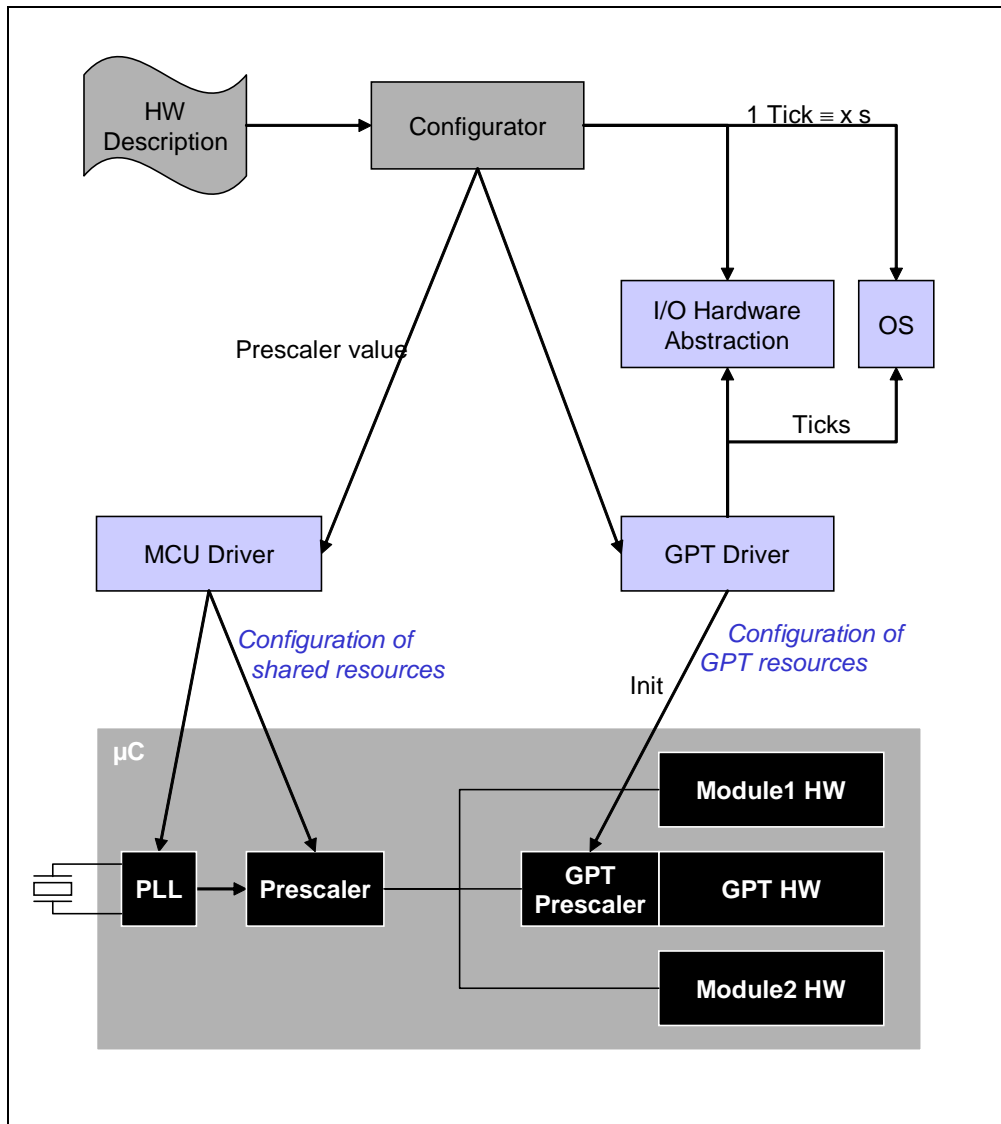 HW
Description
Configurator
1 Tick ≡ x s
I/O Hardware
Abstraction
OS
Prescaler value
Ticks
MCU Driver
GPT Driver
Configuration of
shared resources
Configuration of
GPT resources
Init
µC
Module1 HW
PLL
Prescaler
GPT
Prescaler
GPT HW
Module2 HW